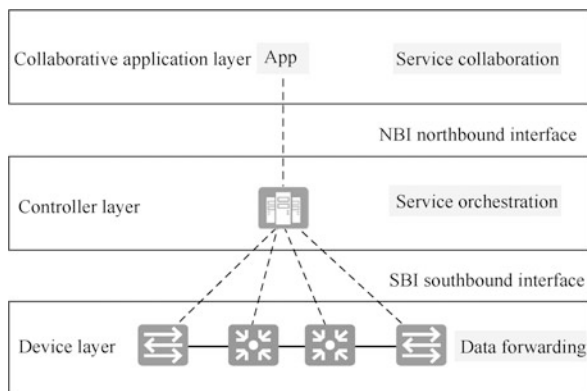 Collaborative application layer App Service collaboration
NBI northbound interface
Controller layer Service orchestration
SBI southbound interface
Device layer Data forwarding